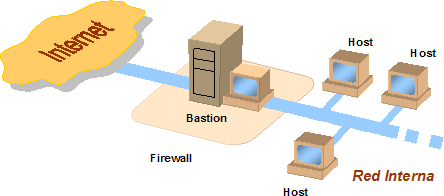 Internet
Host
Host
Bastion
Firewall
Red Interna
Host